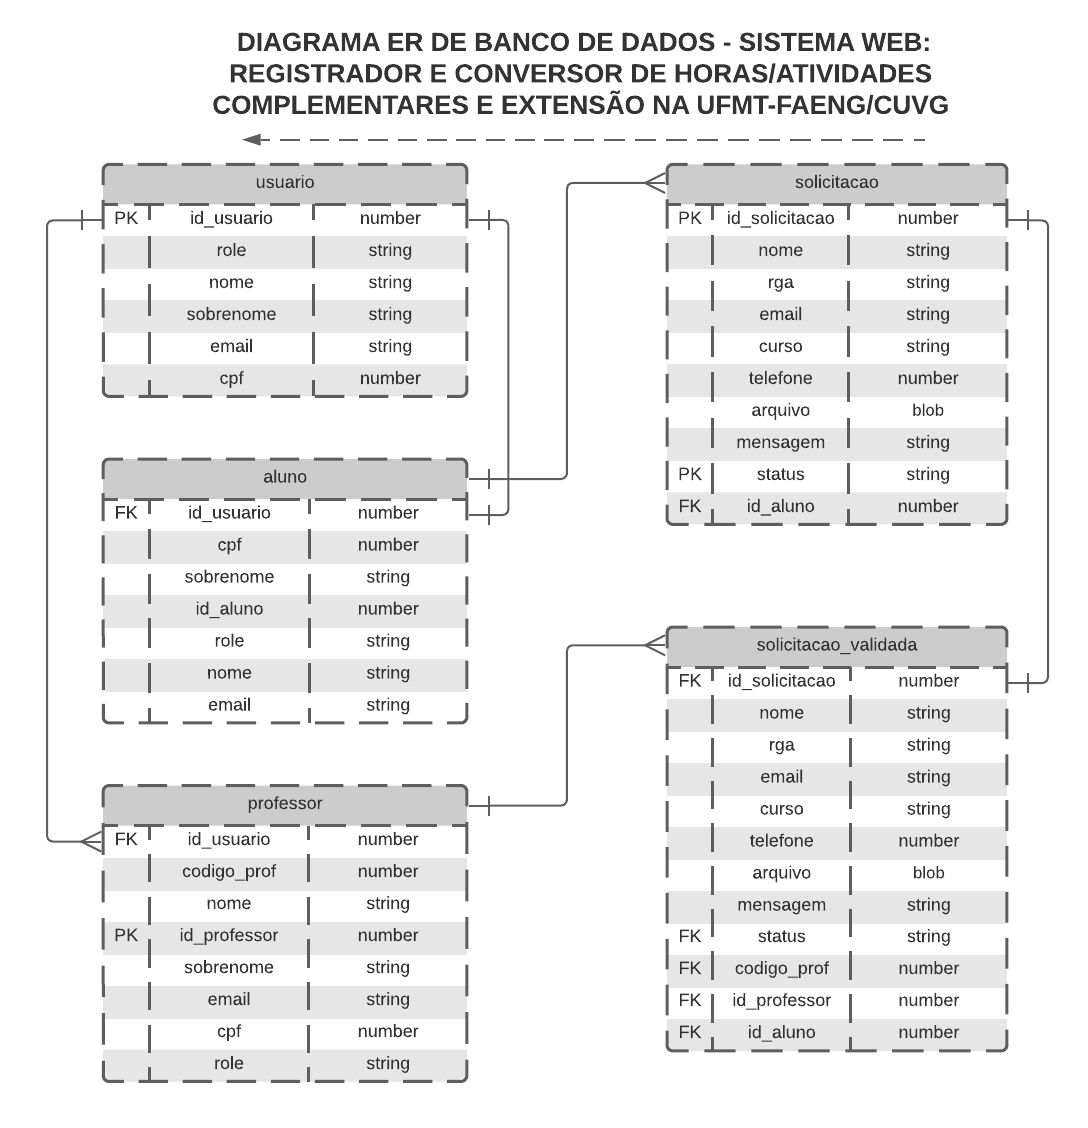 DIAGRAMA ER DE BANCO DE DADOS - SISTEMA WEB:
REGISTRADOR E CONVERSOR DE HORAS/ATIVIDADES
COMPLEMENTARES E EXTENSÃO NA UFMT-FAENG/CUVG
usuario
PK id_usuario number
role string
nome string
sobrenome string
email string
cpf number
aluno
FK id_usuario number
cpf number
sobrenome string
id_aluno number
role string
nome string
email string
professor
FK id_usuario number
codigo_prof number
nome string
PK id_professor number
sobrenome string
email string
cpf number
role string
solicitacao
PK id_solicitacao number
nome string
rga string
email string
curso string
telefone number
arquivo blob
mensagem string
PK status string
FK id_aluno number
solicitacao_validada
FK id_solicitacao number
nome string
rga string
email string
curso string
telefone number
arquivo blob
mensagem string
FK status string
FK codigo_prof number
FK id_professor number
FK id_aluno number